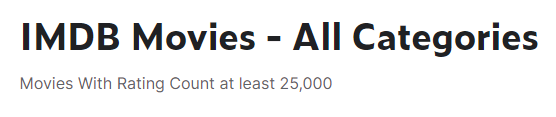 IMDB Movies - All Categories
Movies With Rating Count at least 25,000